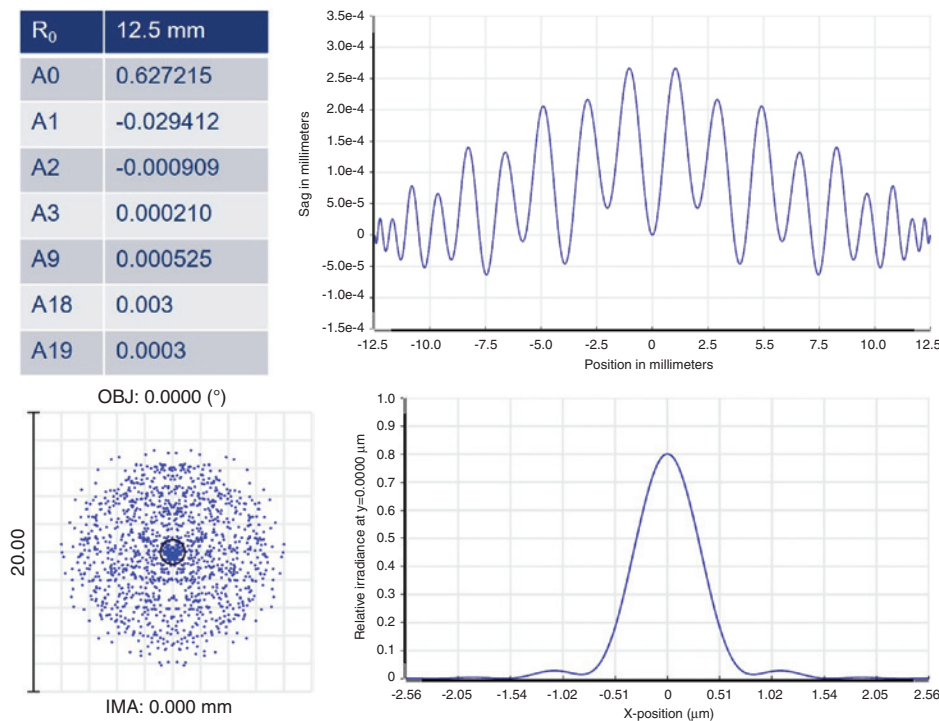 R0 12.5 mm
A0 0.627215
A1 -0.029412
A2 -0.000909
A3 0.000210
A9 0.000525
A18 0.003
A19 0.0003
3.5e-4
3.0e-4
2.5e-4
2.0e-4
1.5e-4
1.0e-4
5.0e-5
0
-5.0e-5
-1.0e-4
-1.5e-4
Sag in millimeters
-12.5 -10.0 -7.5 -5.0 -2.5 0 2.5 5.5 7.5 10.0 12.5
Position in millimeters
OBJ: 0.0000 (°)
20.00
IMA: 0.000 mm
1.0
0.9
0.8
0.7
0.6
0.5
0.4
0.3
0.2
0.1
0
Relative irradiance at y=0.0000 μm
-2.56 -2.05 -1.54 -1.02 -0.51 0 0.51 1.02 1.54 2.05 2.56
X-position (μm)